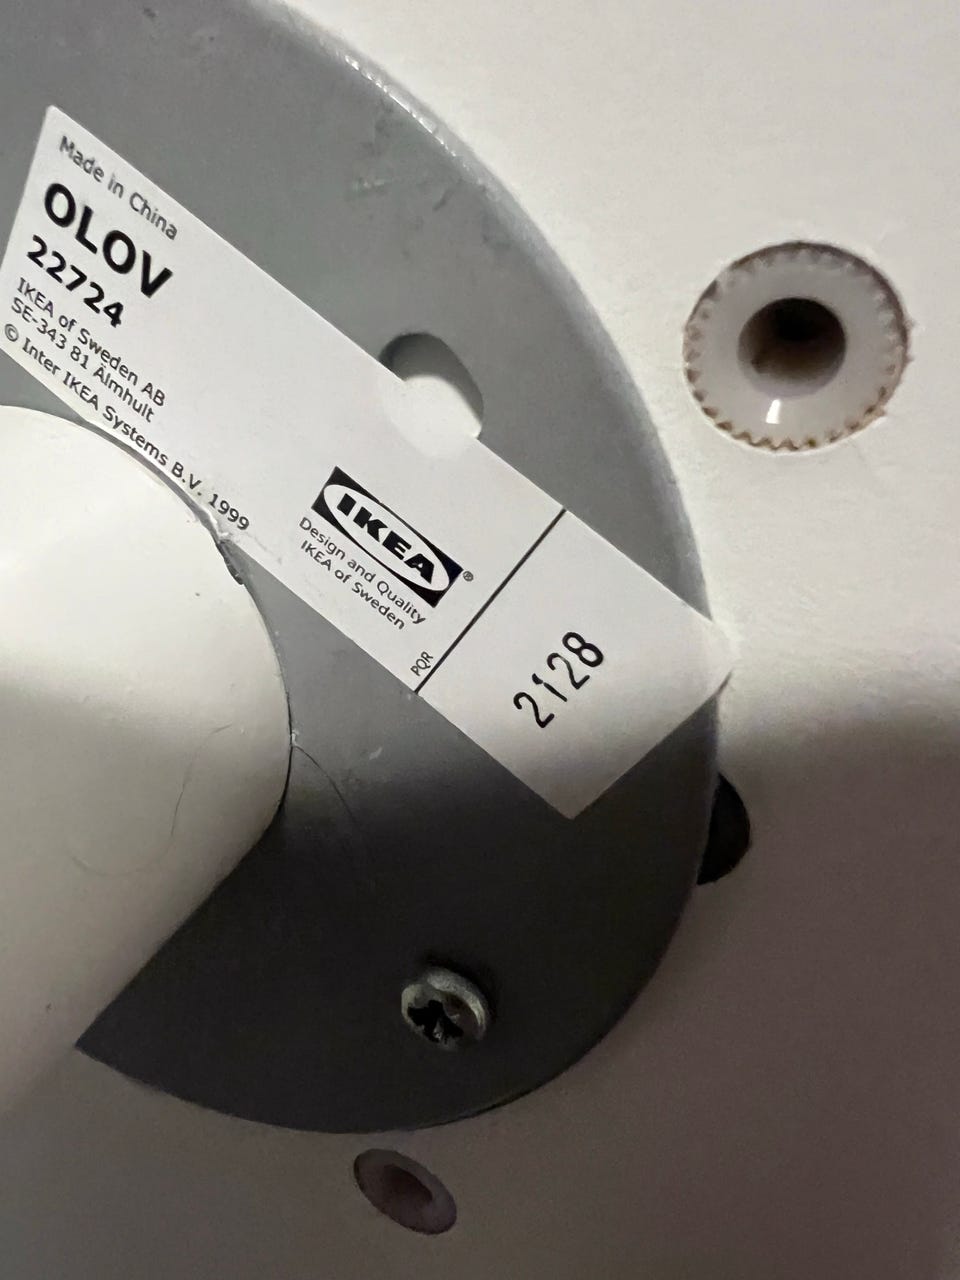 Made in China
OLOV
22724
IKEA of Sweden AB
SE-343 81 Älmhult
© Inter IKEA Systems B.V. 1999
IKEA®
Design and Quality
IKEA of Sweden
PQR
2128